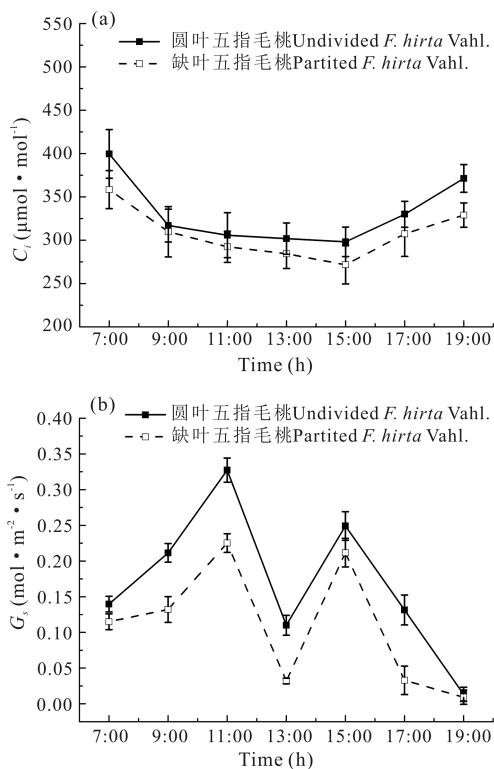 (a)
圆叶五指毛桃Undivided F. hirta Vahl.
缺叶五指毛桃Partited F. hirta Vahl.
550
500
450
400
350
300
250
200
Ci (μmol • mol-1)
7:00 9:00 11:00 13:00 15:00 17:00 19:00
Time (h)
(b)
圆叶五指毛桃Undivided F. hirta Vahl.
缺叶五指毛桃Partited F. hirta Vahl.
0.40
0.35
0.30
0.25
0.20
0.15
0.10
0.05
0.00
Gs (mol • m-2 • s-1)
7:00 9:00 11:00 13:00 15:00 17:00 19:00
Time (h)